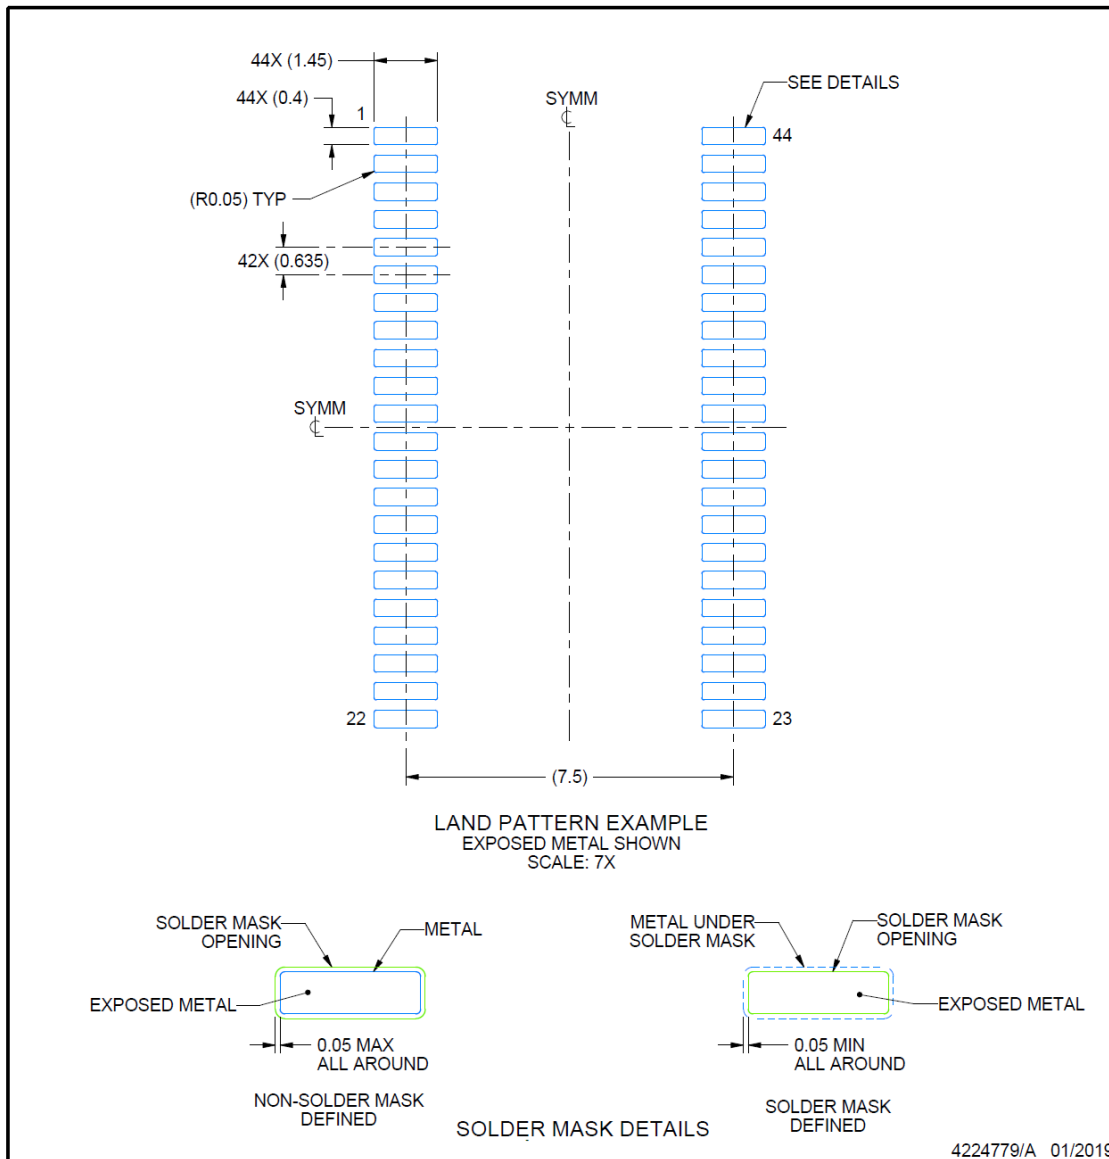 44X (1.45)
44X (0.4)
1
SYMM
℄
SEE DETAILS
44
(R0.05) TYP
42X (0.635)
SYMM
℄
22
23
(7.5)
LAND PATTERN EXAMPLE
EXPOSED METAL SHOWN
SCALE: 7X
SOLDER MASK
OPENING
METAL
EXPOSED METAL
0.05 MAX
ALL AROUND
NON-SOLDER MASK
DEFINED
METAL UNDER
SOLDER MASK
SOLDER MASK
OPENING
EXPOSED METAL
0.05 MIN
ALL AROUND
SOLDER MASK
DEFINED
SOLDER MASK DETAILS
4224779/A 01/2019